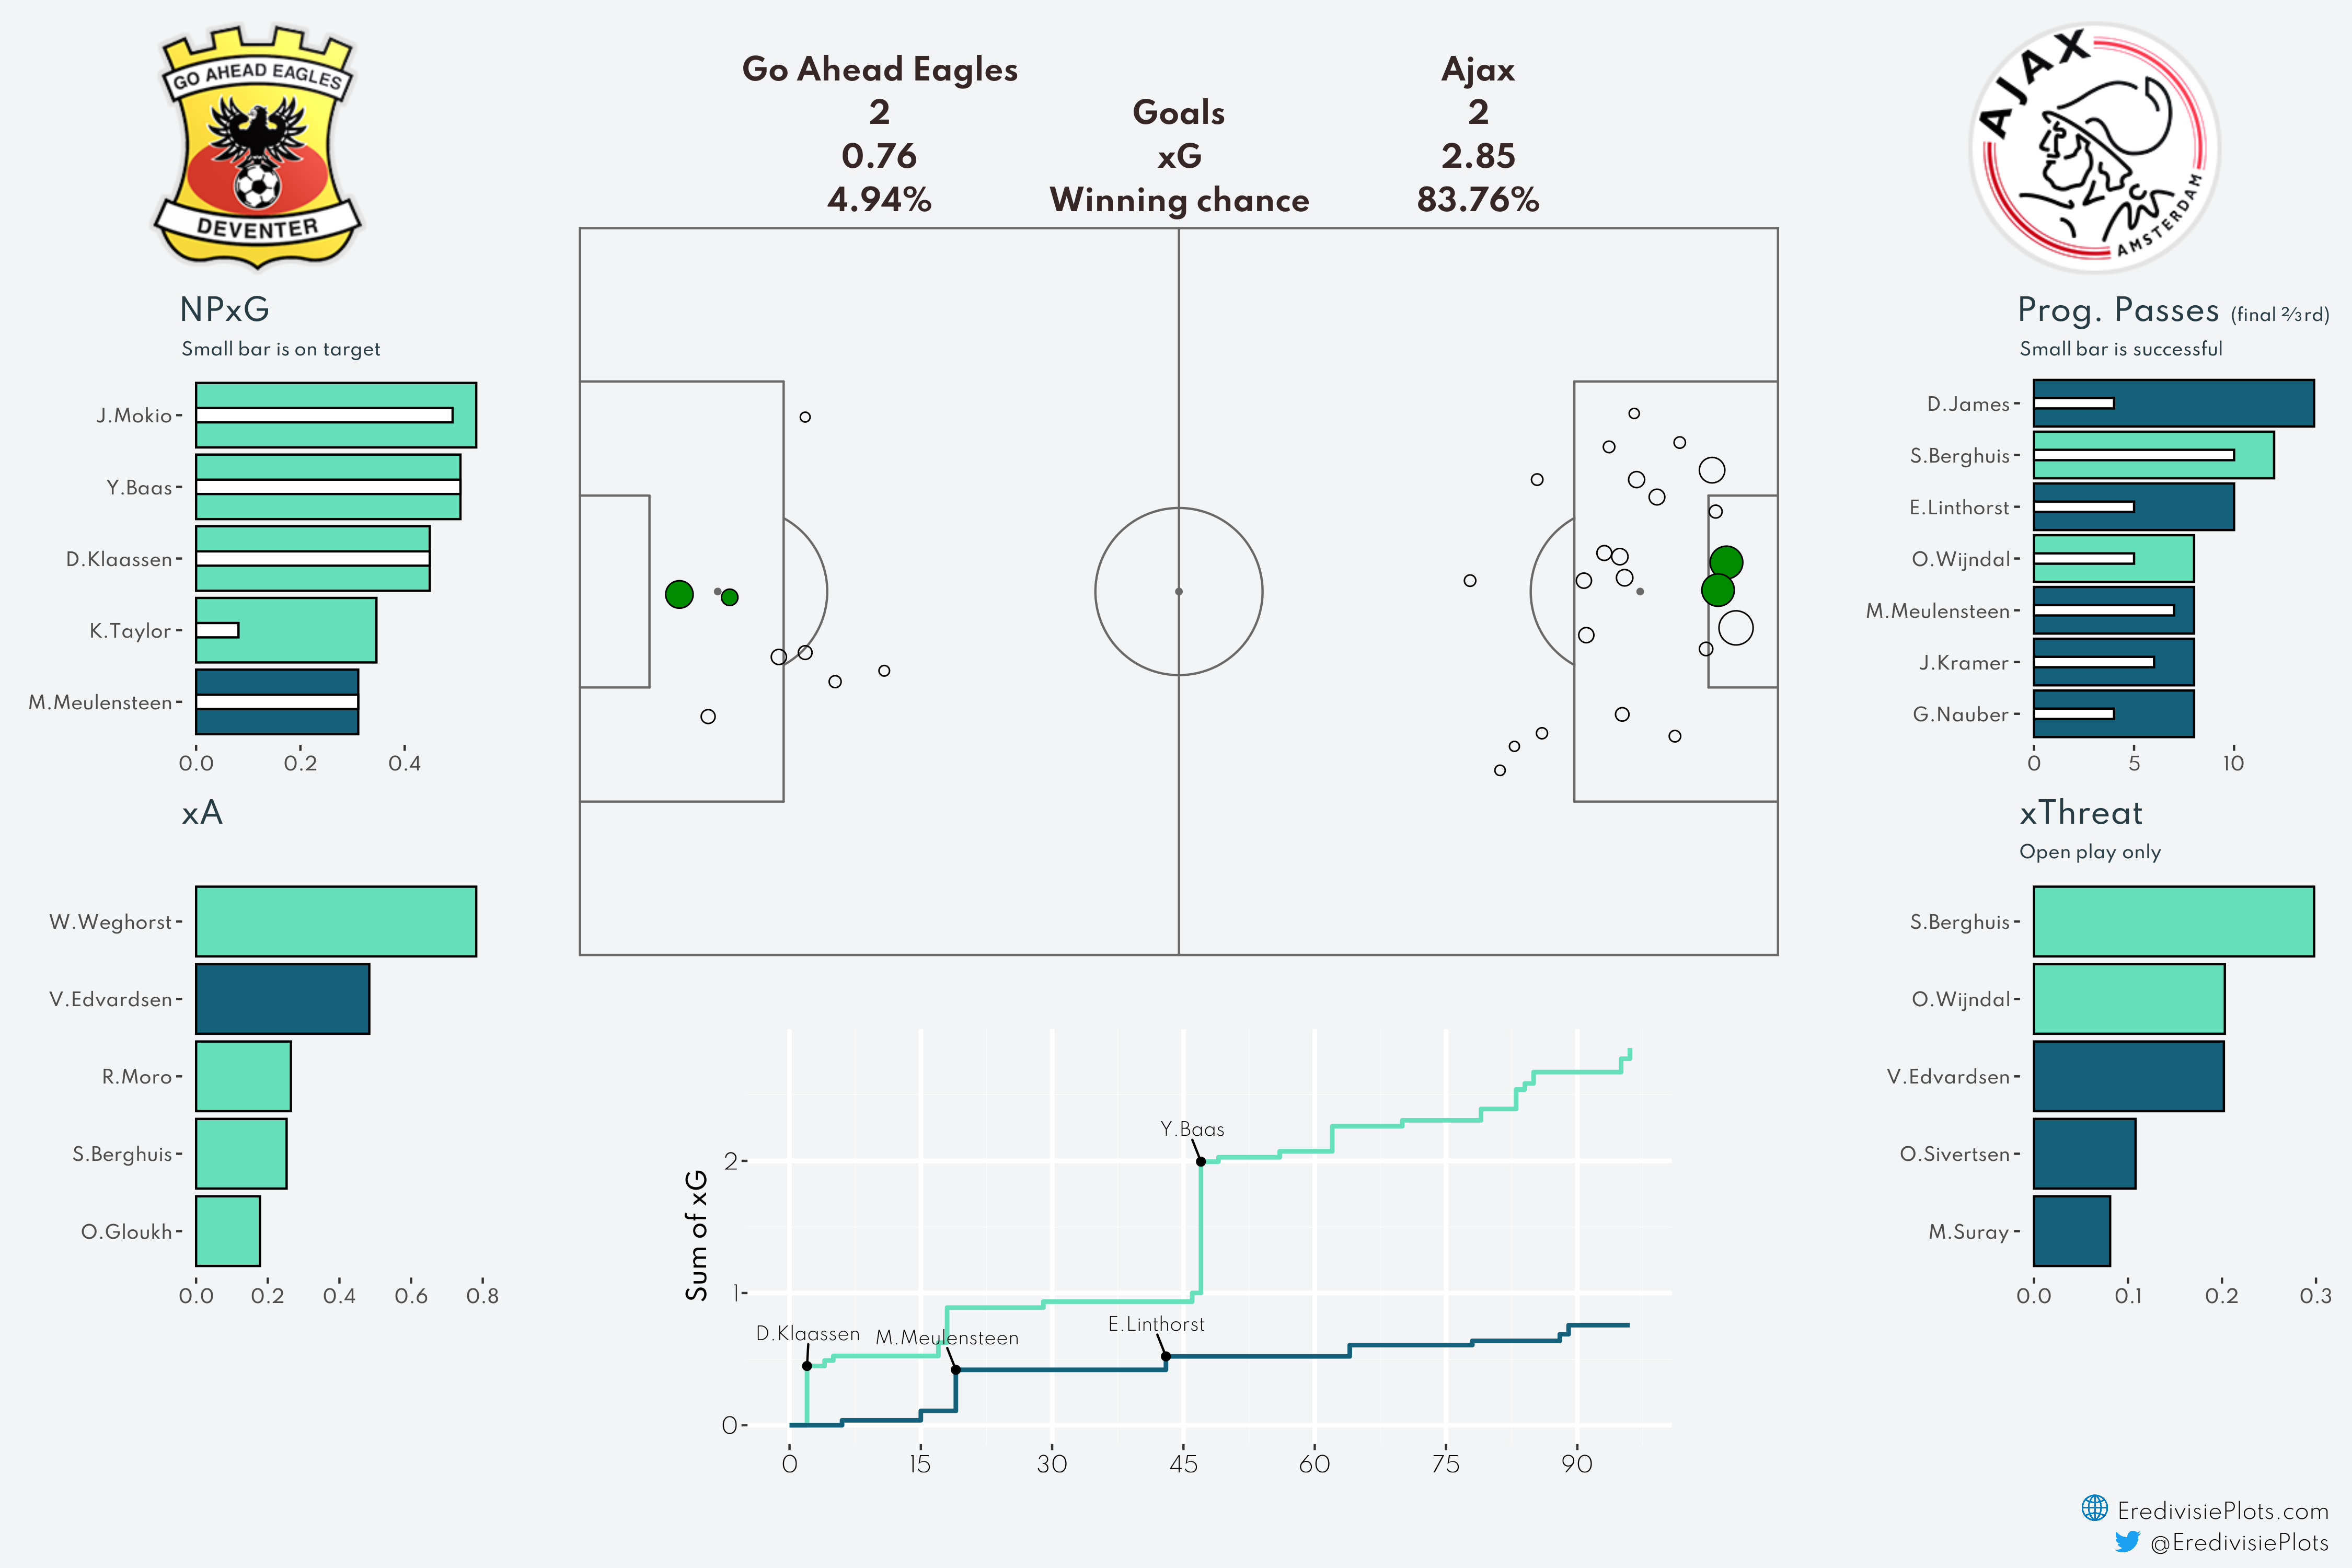 GO AHEAD EAGLES
DEVENTER
Go Ahead Eagles
Ajax
2
Goals
2
0.76
xG
2.85
4.94%
Winning chance
83.76%
AJAX
AMSTERDAM
NPxG
Small bar is on target
J.Mokio
Y.Baas
D.Klaassen
K.Taylor
M.Meulensteen
0.0 0.2 0.4
xA
W.Weghorst
V.Edvardsen
R.Moro
S.Berghuis
O.Gloukh
0.0 0.2 0.4 0.6 0.8
Sum of xG
2
1
0
D.Klaassen
M.Meulensteen
E.Linthorst
Y.Baas
0 15 30 45 60 75 90
Prog. Passes (final ⅔rd)
Small bar is successful
D.James
S.Berghuis
E.Linthorst
O.Wijndal
M.Meulensteen
J.Kramer
G.Nauber
0 5 10
xThreat
Open play only
S.Berghuis
O.Wijndal
V.Edvardsen
O.Sivertsen
M.Suray
0.0 0.1 0.2 0.3
EredivisiePlots.com
@EredivisiePlots